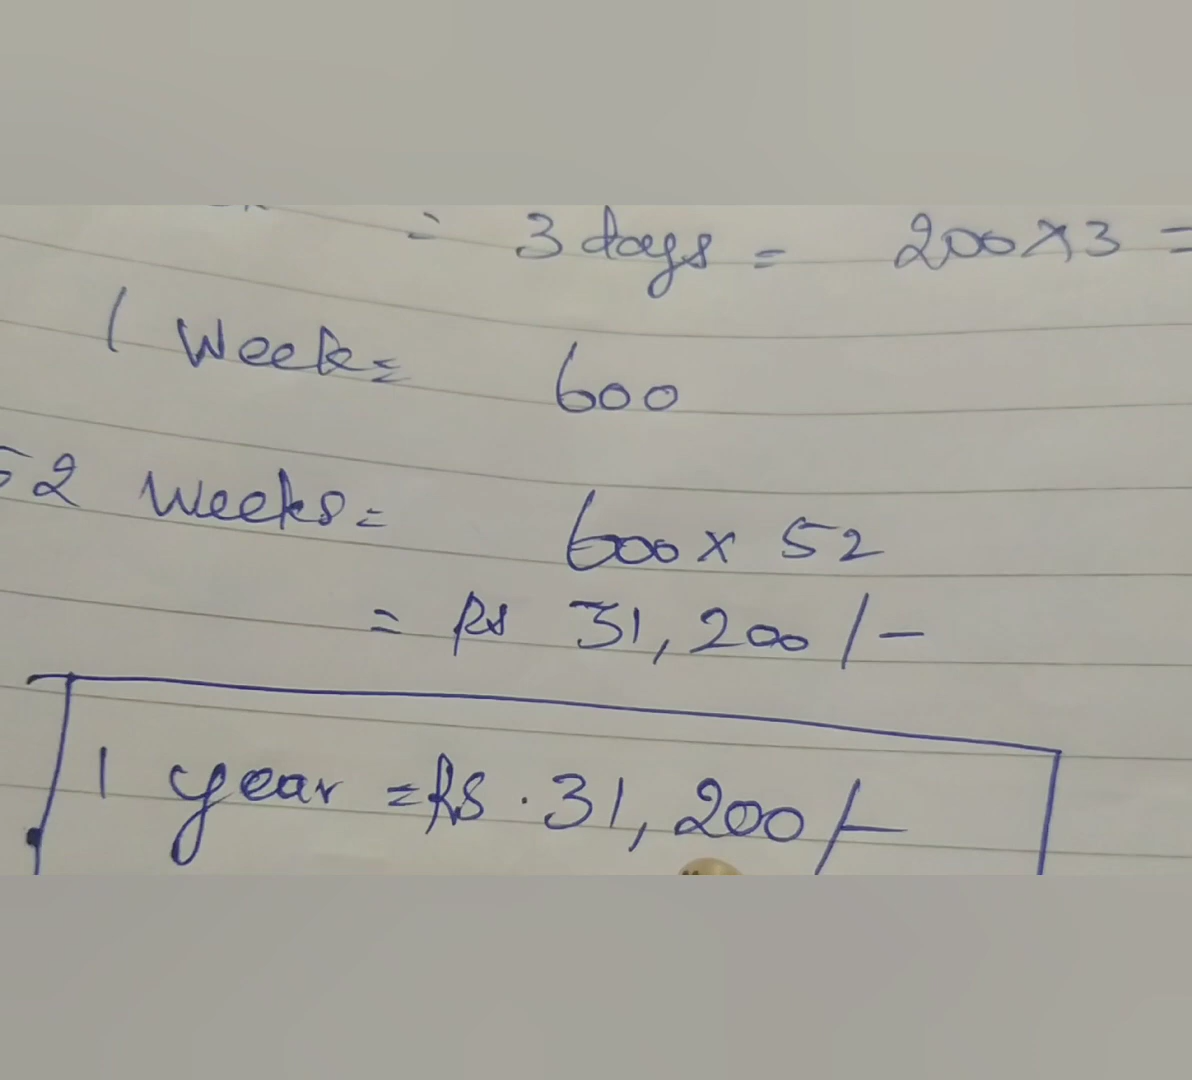 = 3 days = 200 x 3 =
1 Week = 600
52 Weeks = 600 x 52
= Rs 31,200/-
1 year = Rs. 31,200/-